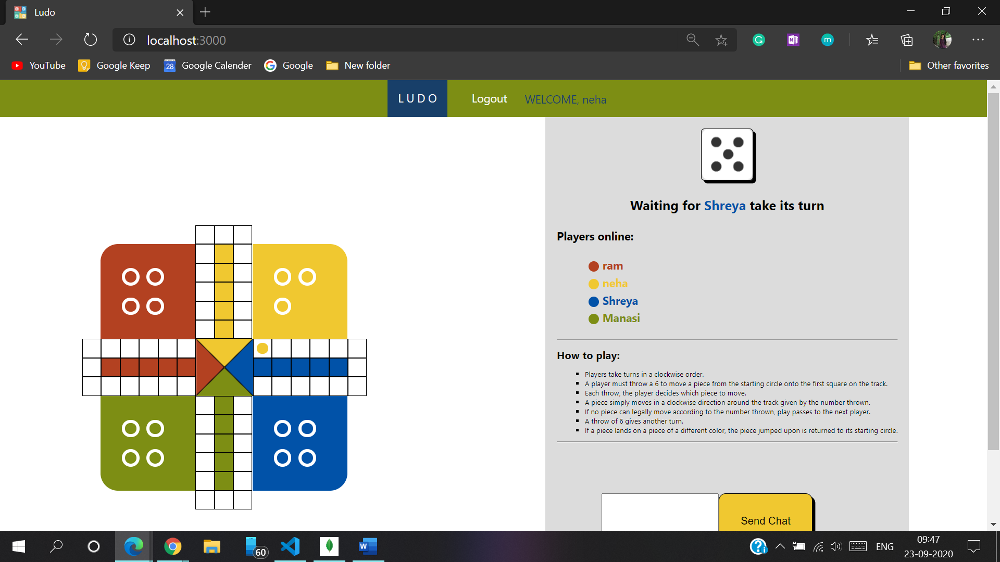 Ludo
localhost:3000
YouTube Google Keep 28 Google Calender Google New folder Other favorites
LUDO Logout WELCOME, neha
Waiting for Shreya take its turn
Players online:
ram
neha
Shreya
Manasi
How to play:
Players take turns in a clockwise order.
A player must throw a 6 to move a piece from the starting circle onto the first square on the track.
Each throw, the player decides which piece to move.
A piece simply moves in a clockwise direction around the track given by the number thrown.
If no piece can legally move according to the number thrown, play passes to the next player.
A throw of 6 gives another turn.
If a piece lands on a piece of a different color, the piece jumped upon is returned to its starting circle.
Send Chat
60
ENG
09:47
23-09-2020